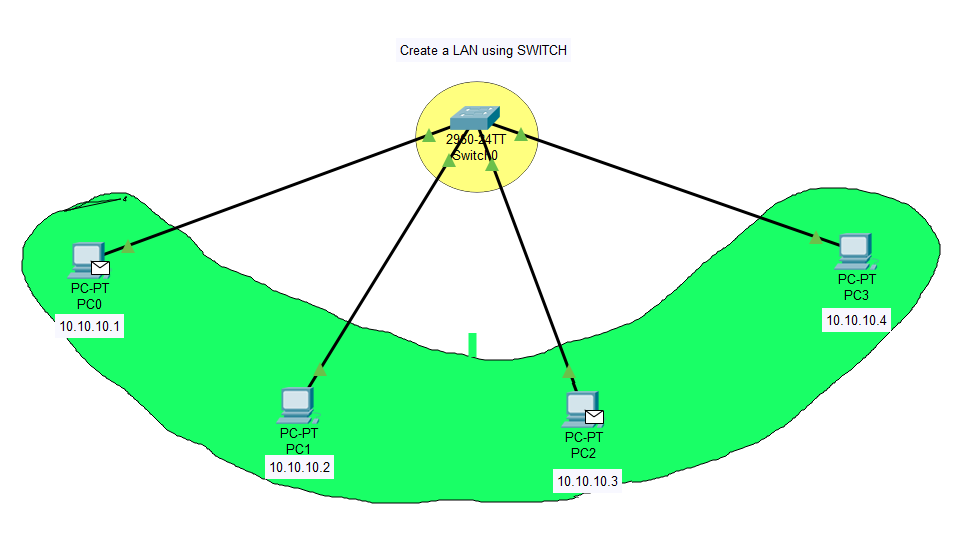 Create a LAN using SWITCH
2960-24TT
Switch0
PC-PT
PC0
10.10.10.1
PC-PT
PC1
10.10.10.2
PC-PT
PC2
10.10.10.3
PC-PT
PC3
10.10.10.4